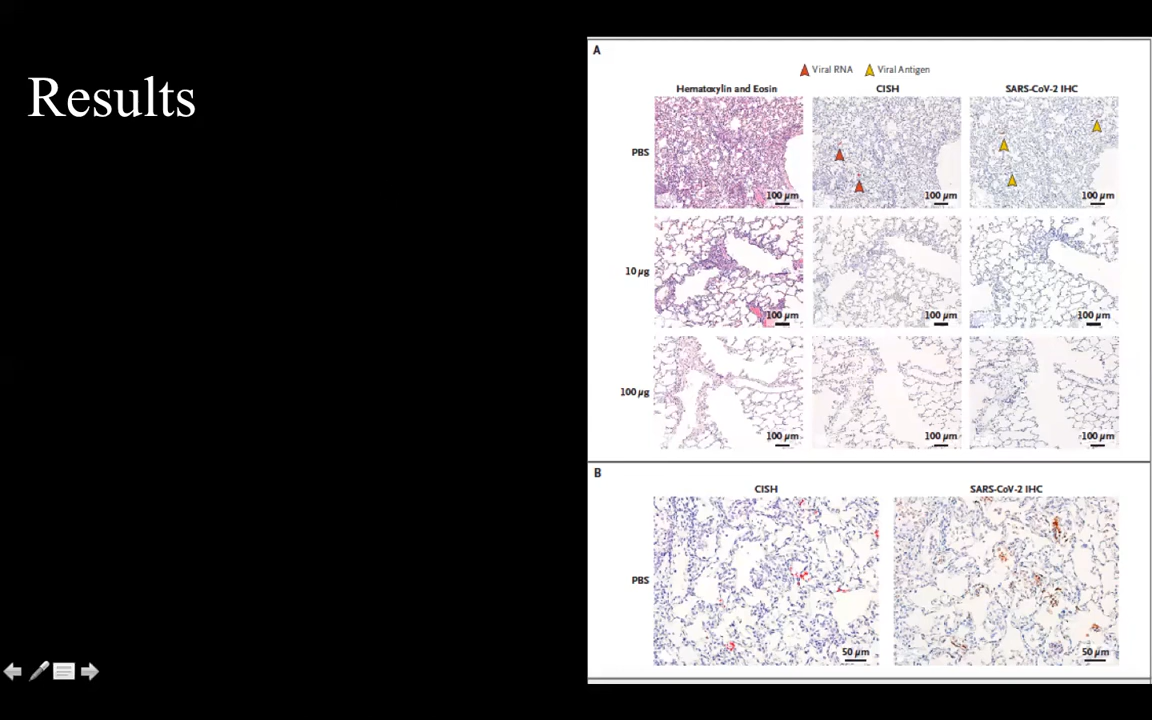 Results
A
Viral RNA Viral Antigen
Hematoxylin and Eosin CISH SARS-CoV-2 IHC
PBS
100 µm 100 µm 100 µm
10 µg
100 µm 100 µm 100 µm
100 µg
100 µm 100 µm 100 µm
B
CISH SARS-CoV-2 IHC
PBS
50 µm 50 µm